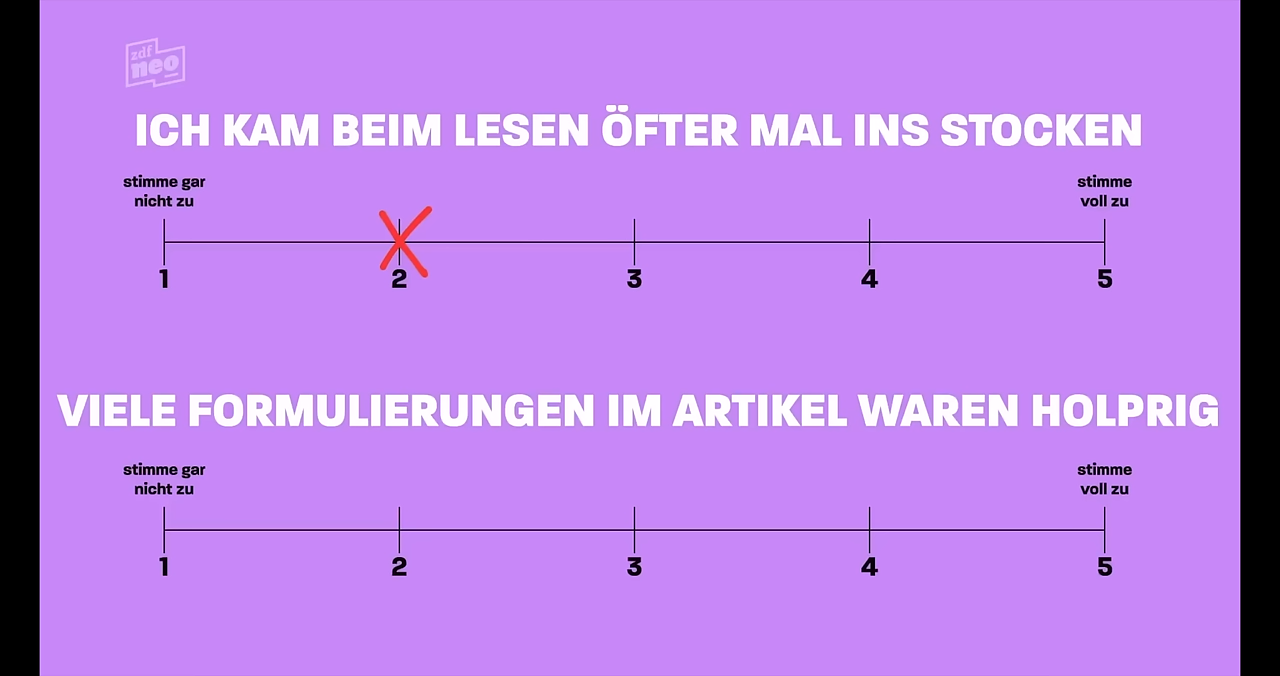 zdf
neo
ICH KAM BEIM LESEN ÖFTER MAL INS STOCKEN
stimme gar
nicht zu
stimme
voll zu
1 2 3 4 5
VIELE FORMULIERUNGEN IM ARTIKEL WAREN HOLPRIG
stimme gar
nicht zu
stimme
voll zu
1 2 3 4 5